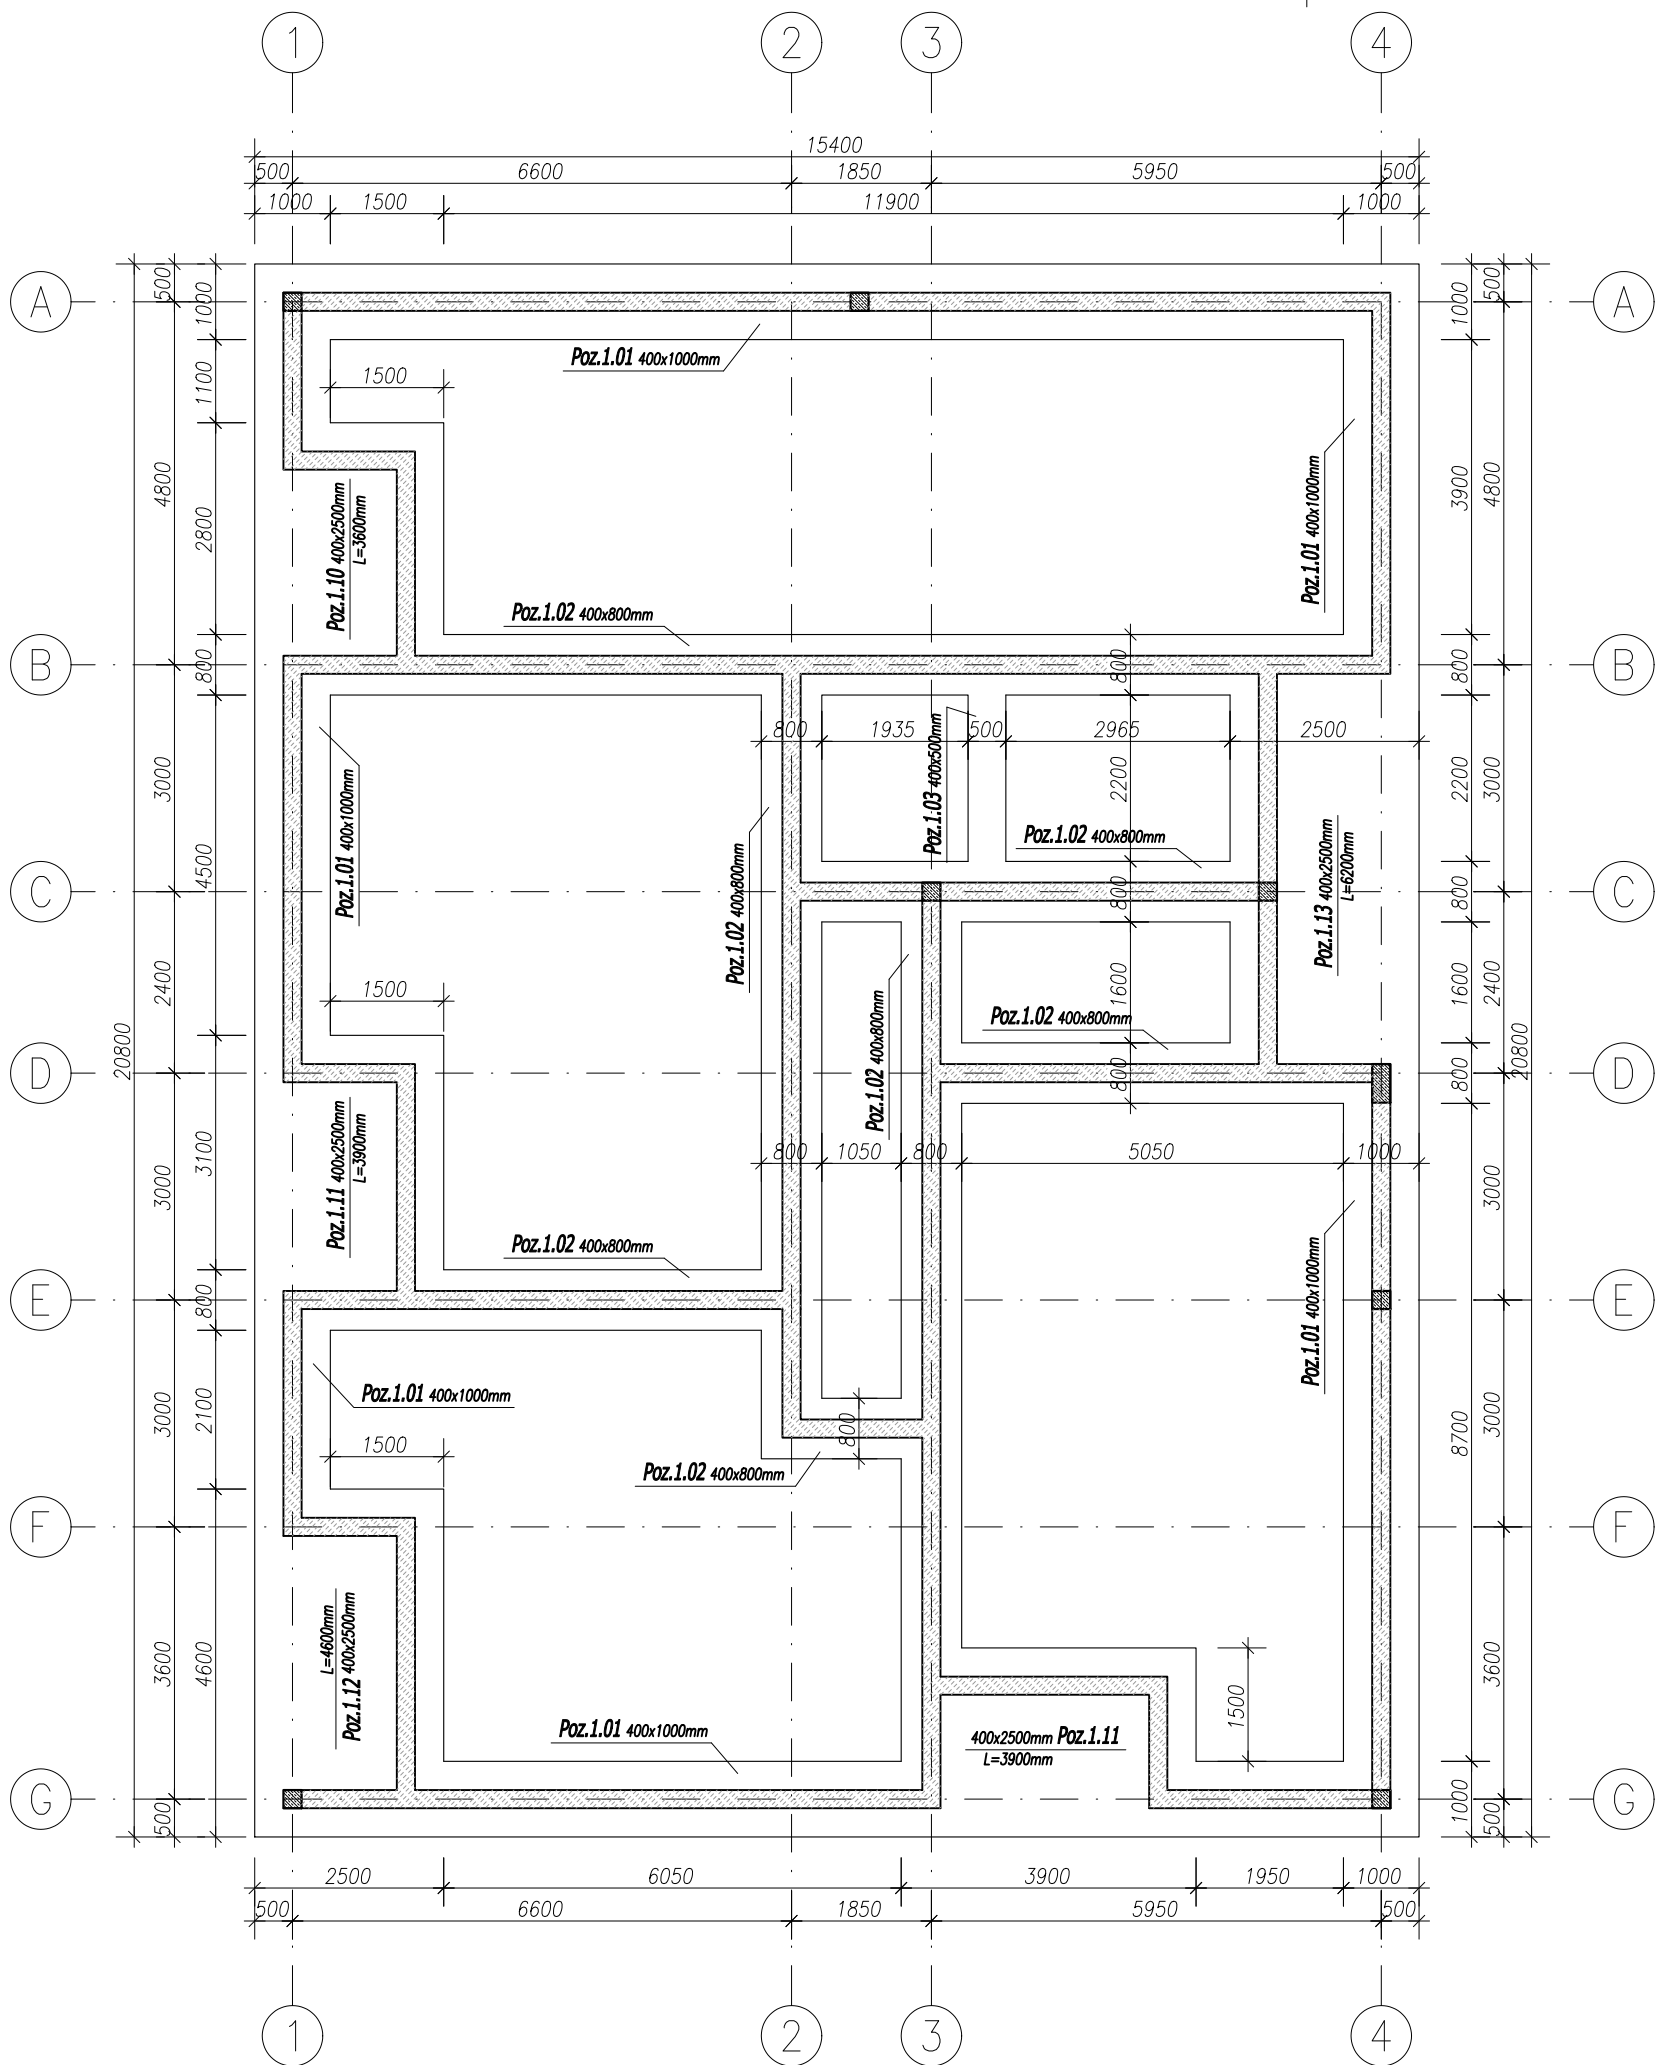 1 2 3 4
15400
500 6600 1850 5950 500
1000 1500 11900 1000
A 500 1000 1000 500 A
Poz.1.01 400x1000mm
1100 1500
4800 2800 3900 4800
Poz.1.01 400x1000mm
Poz.1.10 400x2500mm
L=3600mm
Poz.1.02 400x800mm
B 800 800 800 B
800 1935 500 2965 2500
Poz.1.03 400x500mm
3000 2200 2200 3000
Poz.1.01 400x1000mm
Poz.1.02 400x800mm
Poz.1.02 400x800mm
4500
Poz.1.13 400x2500mm
L=6200mm
C 800 800 C
2400 1500 1600 1600 2400
Poz.1.02 400x800mm
Poz.1.02 400x800mm
20800 20800
D 800 800 D
Poz.1.11 400x2500mm
L=3900mm
3000 3100 3000
800 1050 800 5050 1000
Poz.1.02 400x800mm
Poz.1.01 400x1000mm
E 800 E
Poz.1.01 400x1000mm
3000 2100 800 8700 3000
1500
Poz.1.02 400x800mm
F F
L=4600mm
Poz.1.12 400x2500mm
3600 4600 1500 3600
Poz.1.01 400x1000mm
400x2500mm Poz.1.11
L=3900mm
G 500 1000 500 G
2500 6050 3900 1950 1000
500 6600 1850 5950 500
1 2 3 4